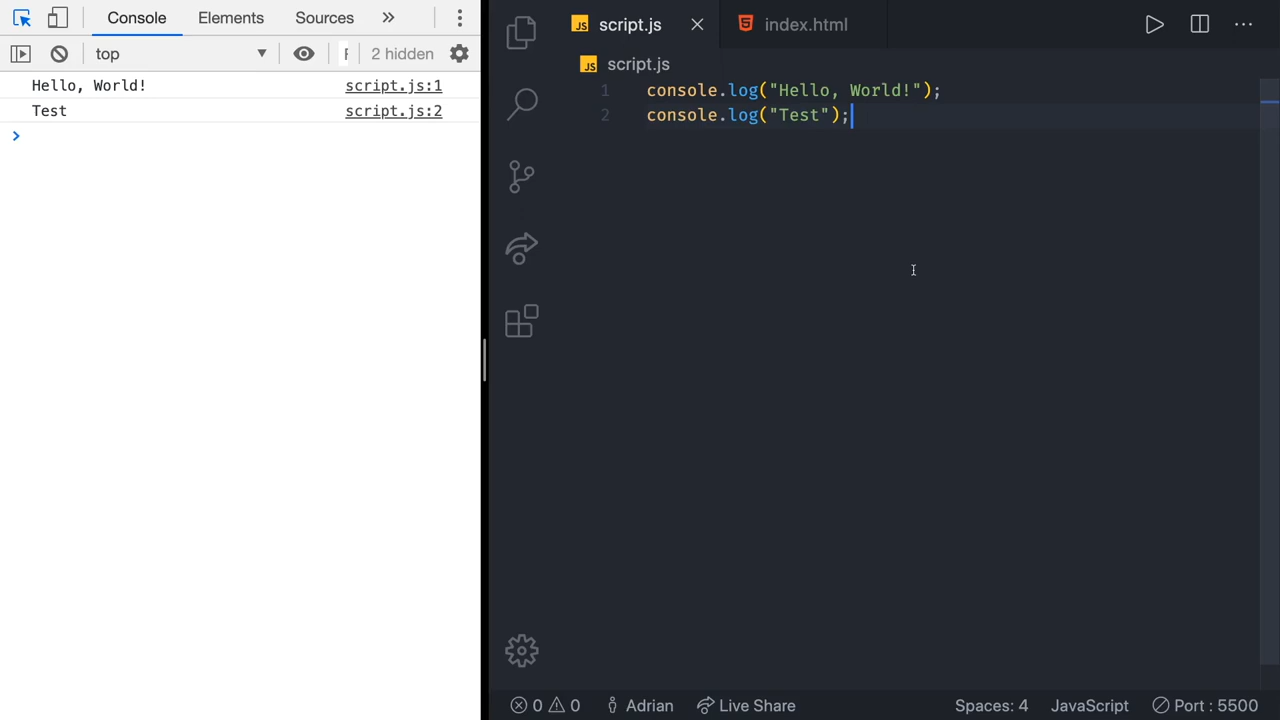 Console Elements Sources
top 2 hidden
Hello, World! script.js:1
Test script.js:2
JS script.js index.html
JS script.js
1 console.log("Hello, World!");
2 console.log("Test");
0 0 Adrian Live Share Spaces: 4 JavaScript Port : 5500